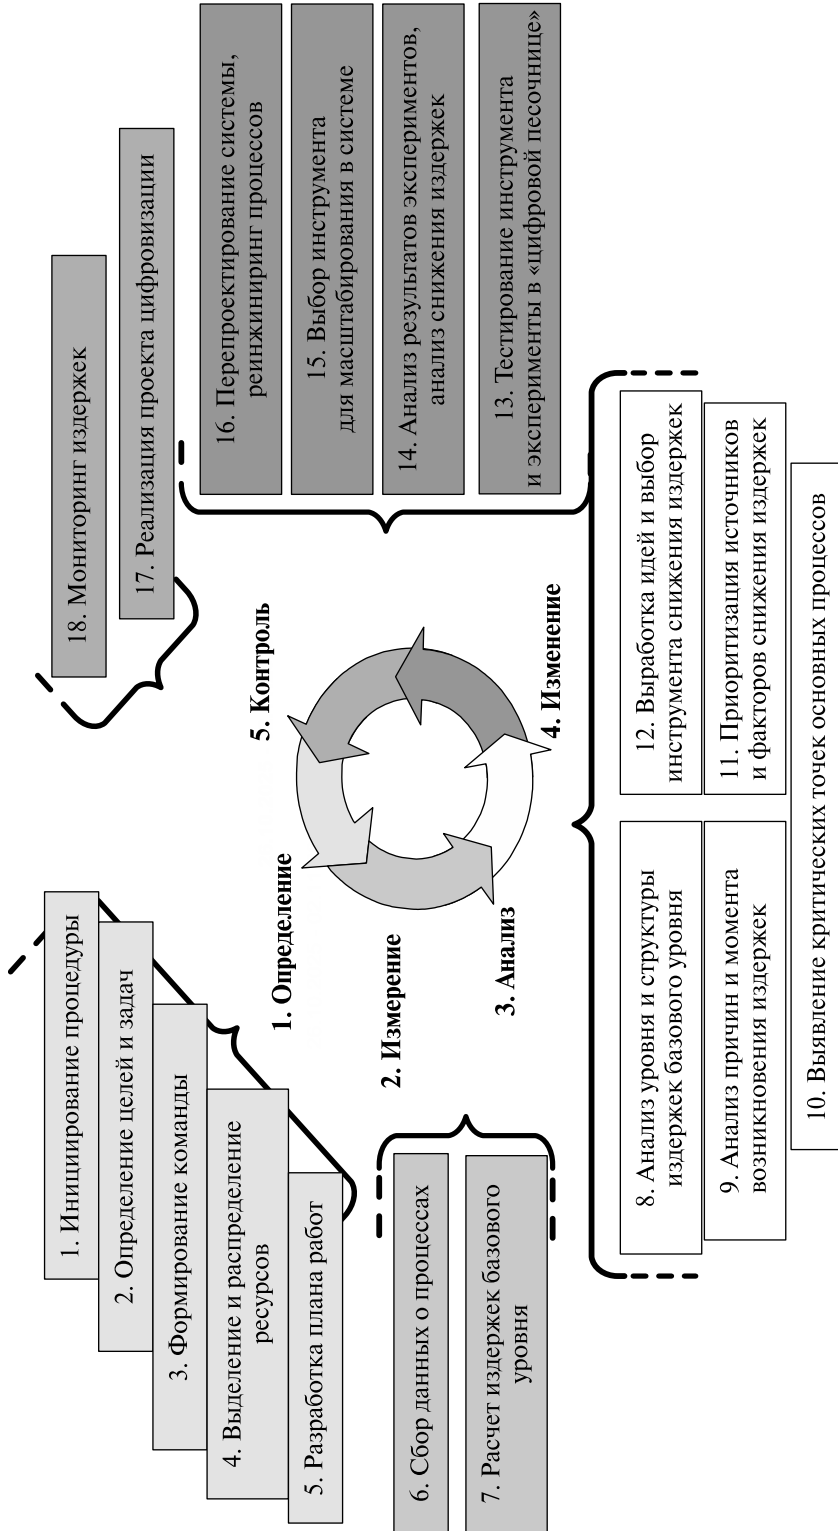 1. Инициирование процедуры
2. Определение целей и задач
3. Формирование команды
4. Выделение и распределение
ресурсов
5. Разработка плана работ
6. Сбор данных о процессах
7. Расчет издержек базового
уровня
1. Определение
2. Измерение
3. Анализ
4. Изменение
5. Контроль
8. Анализ уровня и структуры
издержек базового уровня
9. Анализ причин и момента
возникновения издержек
10. Выявление критических точек основных процессов
11. Приоритизация источников
и факторов снижения издержек
12. Выработка идей и выбор
инструмента снижения издержек
13. Тестирование инструмента
и эксперименты в «цифровой песочнице»
14. Анализ результатов экспериментов,
анализ снижения издержек
15. Выбор инструмента
для масштабирования в системе
16. Перепроектирование системы,
реинжиниринг процессов
17. Реализация проекта цифровизации
18. Мониторинг издержек